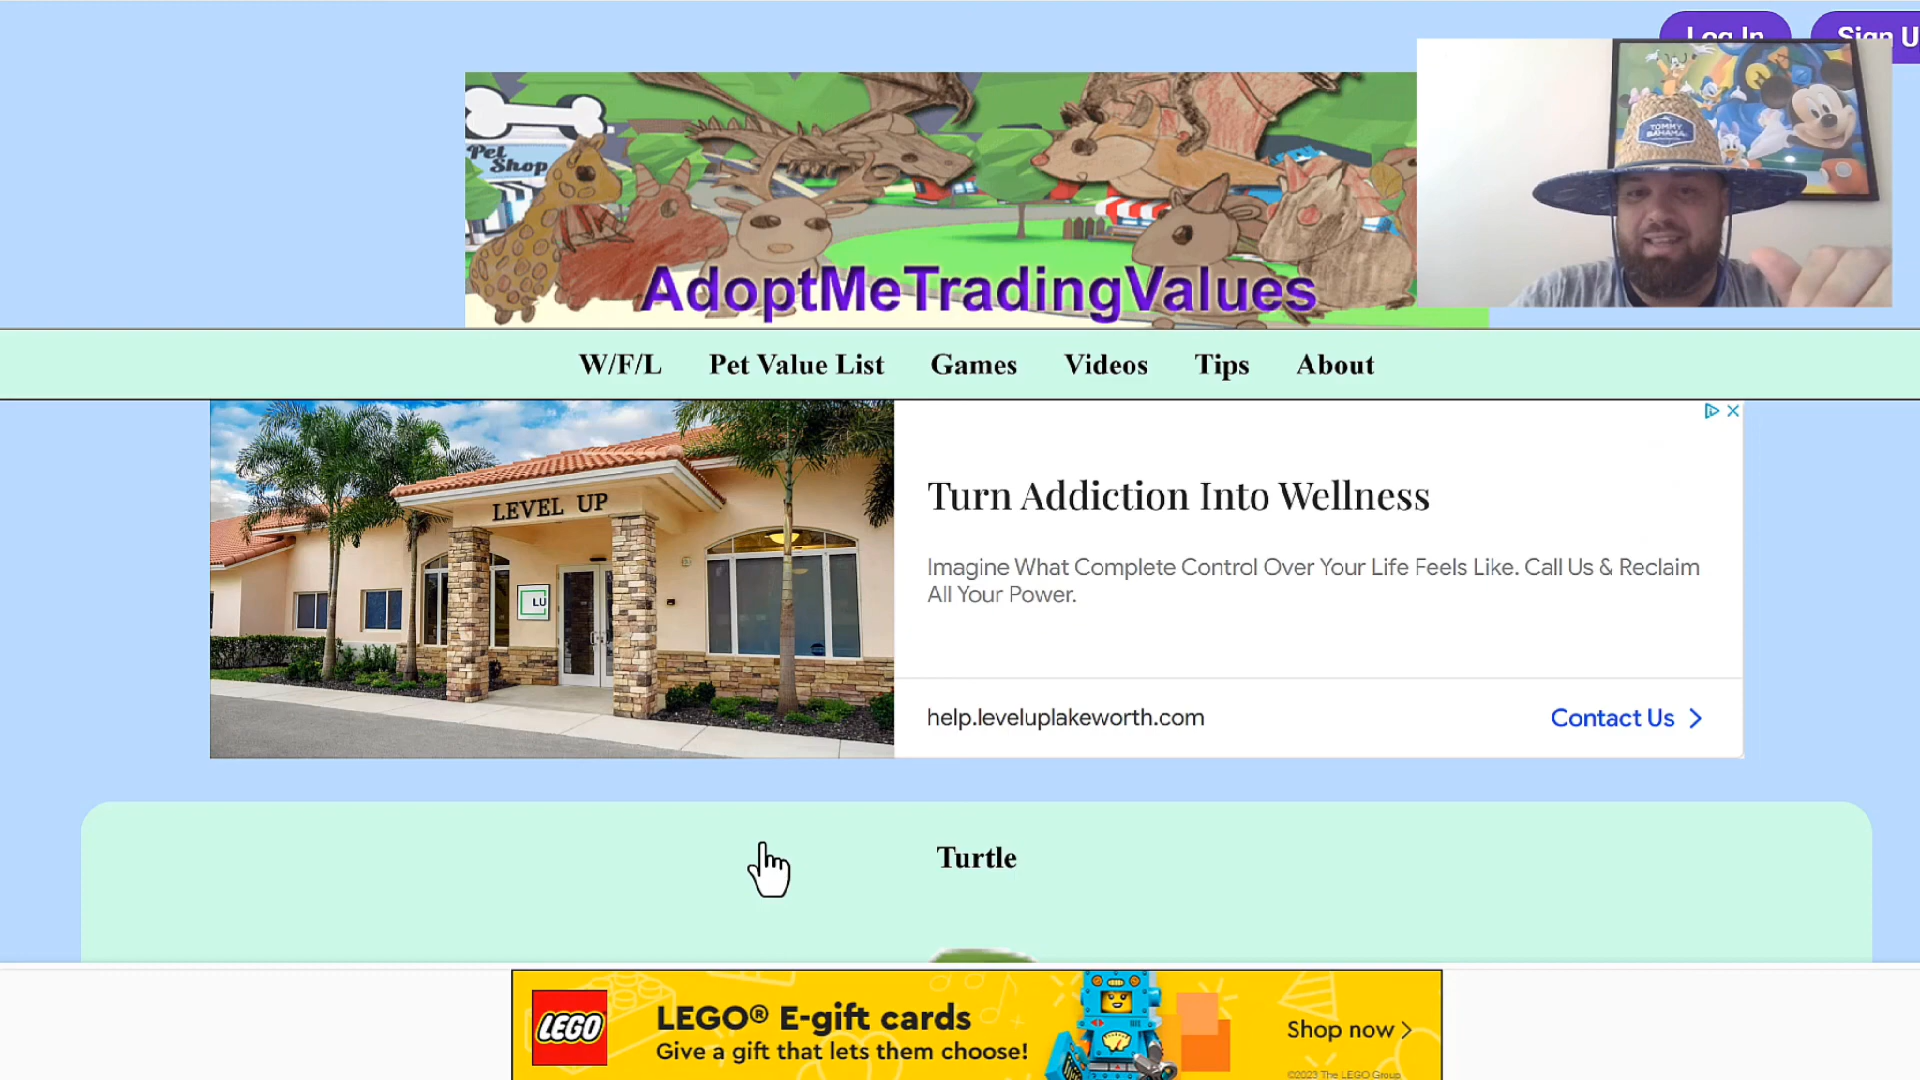 Log In
Sign U
TOMMY
BAHAMA
Pet
Shop
AdoptMeTradingValues
W/F/L Pet Value List Games Videos Tips About
LEVEL UP
LU
Turn Addiction Into Wellness
Imagine What Complete Control Over Your Life Feels Like. Call Us & Reclaim
All Your Power.
help.leveluplakeworth.com
Contact Us
Turtle
LEGO
LEGO® E-gift cards
Give a gift that lets them choose!
Shop now
©2023 The LEGO Group